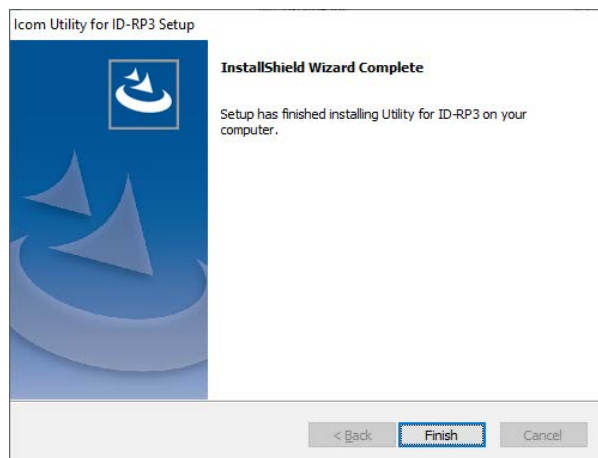 Icom Utility for ID-RP3 Setup
InstallShield Wizard Complete
Setup has finished installing Utility for ID-RP3 on your
computer.
< Back
Finish
Cancel